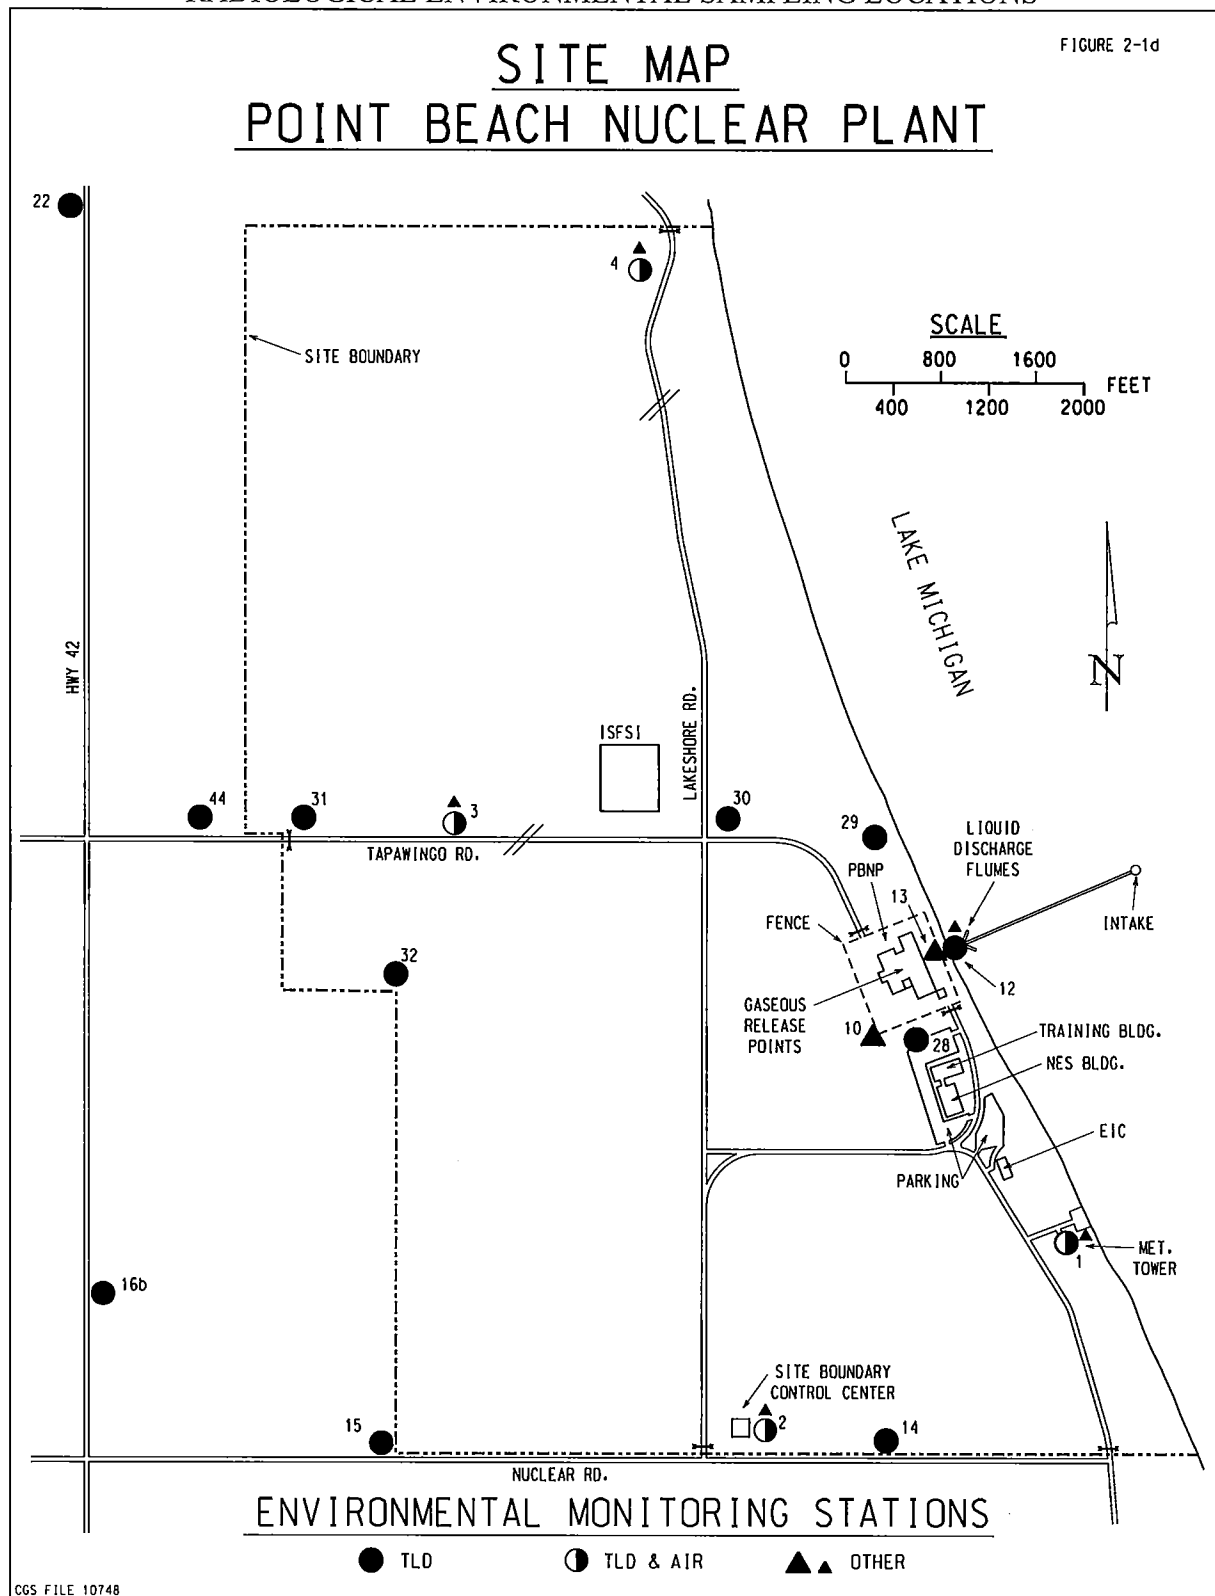 RADIOLOGICAL ENVIRONMENTAL SAMPLING LOCATIONS
FIGURE 2-1d
SITE MAP
POINT BEACH NUCLEAR PLANT
22
4
SITE BOUNDARY
SCALE
0 800 1600
FEET
400 1200 2000
LAKE MICHIGAN
HWY 42
N
LAKESHORE RD.
ISFSI
44
31
3
30
29
TAPAWINGO RD.
LIQUID
DISCHARGE
FLUMES
PBNP
13
INTAKE
FENCE
32
12
GASEOUS
RELEASE
POINTS
10
28
TRAINING BLDG.
NES BLDG.
EIC
PARKING
1
MET.
TOWER
16b
SITE BOUNDARY
CONTROL CENTER
15
2
14
NUCLEAR RD.
ENVIRONMENTAL MONITORING STATIONS
TLD
TLD & AIR
OTHER
CGS FILE 10748